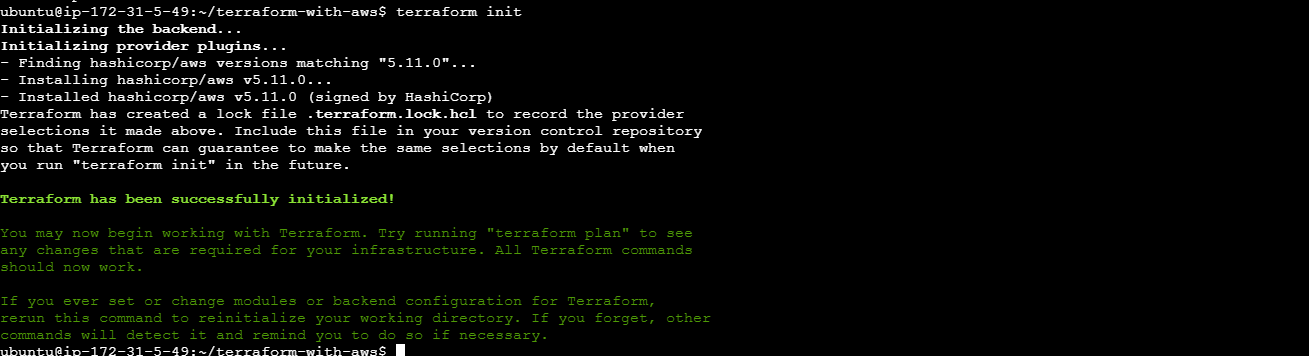 ubuntu@ip-172-31-5-49:~/terraform-with-aws$ terraform init
Initializing the backend...
Initializing provider plugins...
- Finding hashicorp/aws versions matching "5.11.0"...
- Installing hashicorp/aws v5.11.0...
- Installed hashicorp/aws v5.11.0 (signed by HashiCorp)
Terraform has created a lock file .terraform.lock.hcl to record the provider
selections it made above. Include this file in your version control repository
so that Terraform can guarantee to make the same selections by default when
you run "terraform init" in the future.
Terraform has been successfully initialized!
You may now begin working with Terraform. Try running "terraform plan" to see
any changes that are required for your infrastructure. All Terraform commands
should now work.
If you ever set or change modules or backend configuration for Terraform,
rerun this command to reinitialize your working directory. If you forget, other
commands will detect it and remind you to do so if necessary.
ubuntu@ip-172-31-5-49:~/terraform-with-aws$